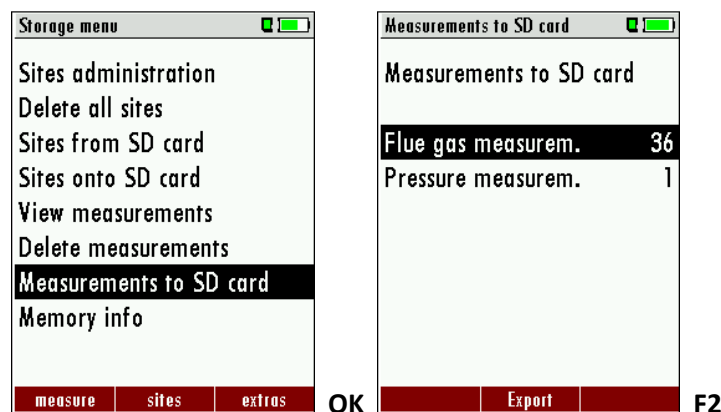 Storage menu
Sites administration
Delete all sites
Sites from SD card
Sites onto SD card
View measurements
Delete measurements
Measurements to SD card
Memory info
measure sites extras
OK
Measurements to SD card
Measurements to SD card
Flue gas measurem. 36
Pressure measurem. 1
Export
F2